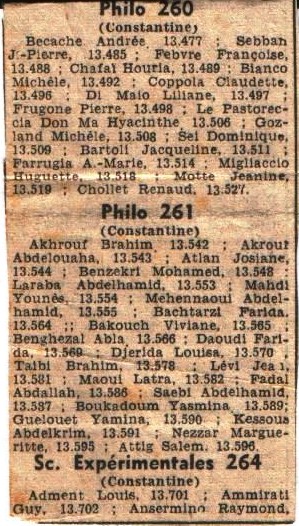 Philo 260
(Constantine)
Becache Andrée 13.477 ; Sebban
J.-Pierre, 13.485 ; Febvre Françoise,
13.488 ; Chafaï Houria, 13.489 ; Bianco
Michèle, 13.492 ; Coppola Claudette,
13.496 ; Di Maio Liliane, 13.497
Frugone Pierre, 13.498 ; Le Pastorec-
cia Don Ma Hyacinthe 13.506 ; Goz-
land Michèle, 13.508 ; Sei Dominique,
13.509 ; Bartoli Jacqueline, 13.511 ;
Farrugia A.-Marie, 13.514 ; Migliaccio
Huguette, 13.518 ; Motte Jeanine,
13.519 ; Chollet Renaud, 13.527.
Philo 261
(Constantine)
Akhrouf Brahim 13.542 ; Akrouf
Abdelouaha, 13.543 ; Atlan Josiane,
13.544 ; Benzekri Mohamed, 13.548 ;
Laraba Abdelhamid, 13.553 ; Mahdi
Younès, 13.554 ; Mehennaoui Abdel-
hamid, 13.555 ; Bachtarzi Farida,
13.564 ;; Bakouch Viviane, 13.565 ;
Benghezal Abla, 13.566 ; Daoudi Fari-
da, 13.569 ; Djerida Louisa, 13.570 ;
Taïbi Brahim, 13.578 ; Lévi Jean
13.581 ; Maoui Latra, 13.582 ; Fadal
Abdallah, 13.586 ; Saebi Abdelhamid,
13.587 ; Boukadoum Yasmina, 13.589;
Guelouet Yamina, 13.590 ; Kessous
Abdelkrim, 13.591 ; Nezzar Margue-
ritte, 13.595 ; Attig Salem, 13.596
Sc. Expérimentales 264
(Constantine)
Adment Louis, 13.701 ; Ammirati
Guy, 13.702 ; Ansermino Raymond,